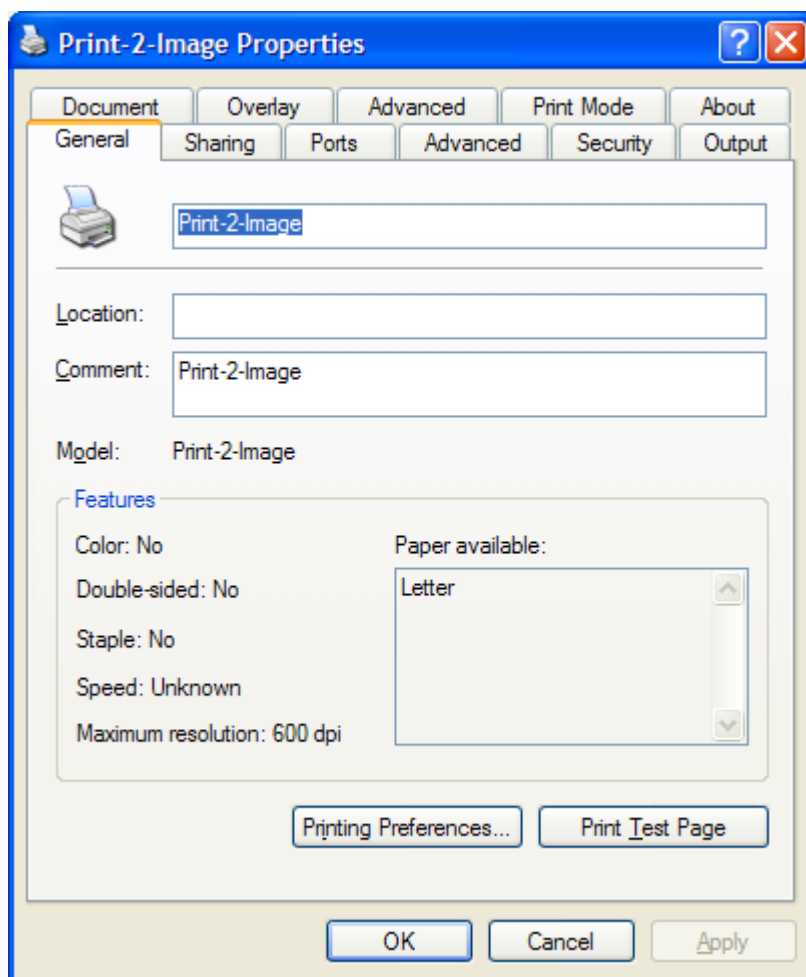 Print-2-Image Properties
Document Overlay Advanced Print Mode About
General Sharing Ports Advanced Security Output
Print-2-Image
Location:
Comment: Print-2-Image
Model: Print-2-Image
Features
Color: No Paper available:
Double-sided: No Letter
Staple: No
Speed: Unknown
Maximum resolution: 600 dpi
Printing Preferences... Print Test Page
OK Cancel Apply